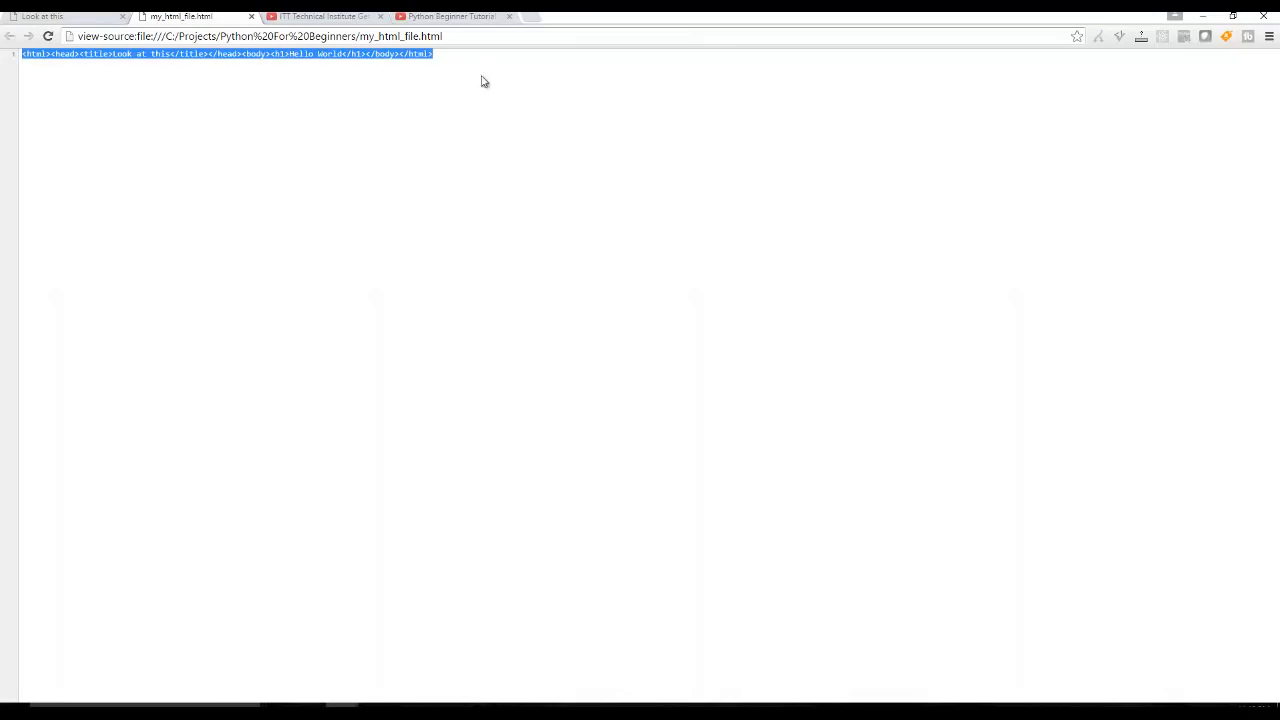 Look at this
my_html_file.html
ITT Technical Institute Ge
Python Beginner Tutorial
view-source:file:///C:/Projects/Python%20For%20Beginners/my_html_file.html
1 <html><head><title>Look at this</title></head><body><h1>Hello World</h1></body></html>